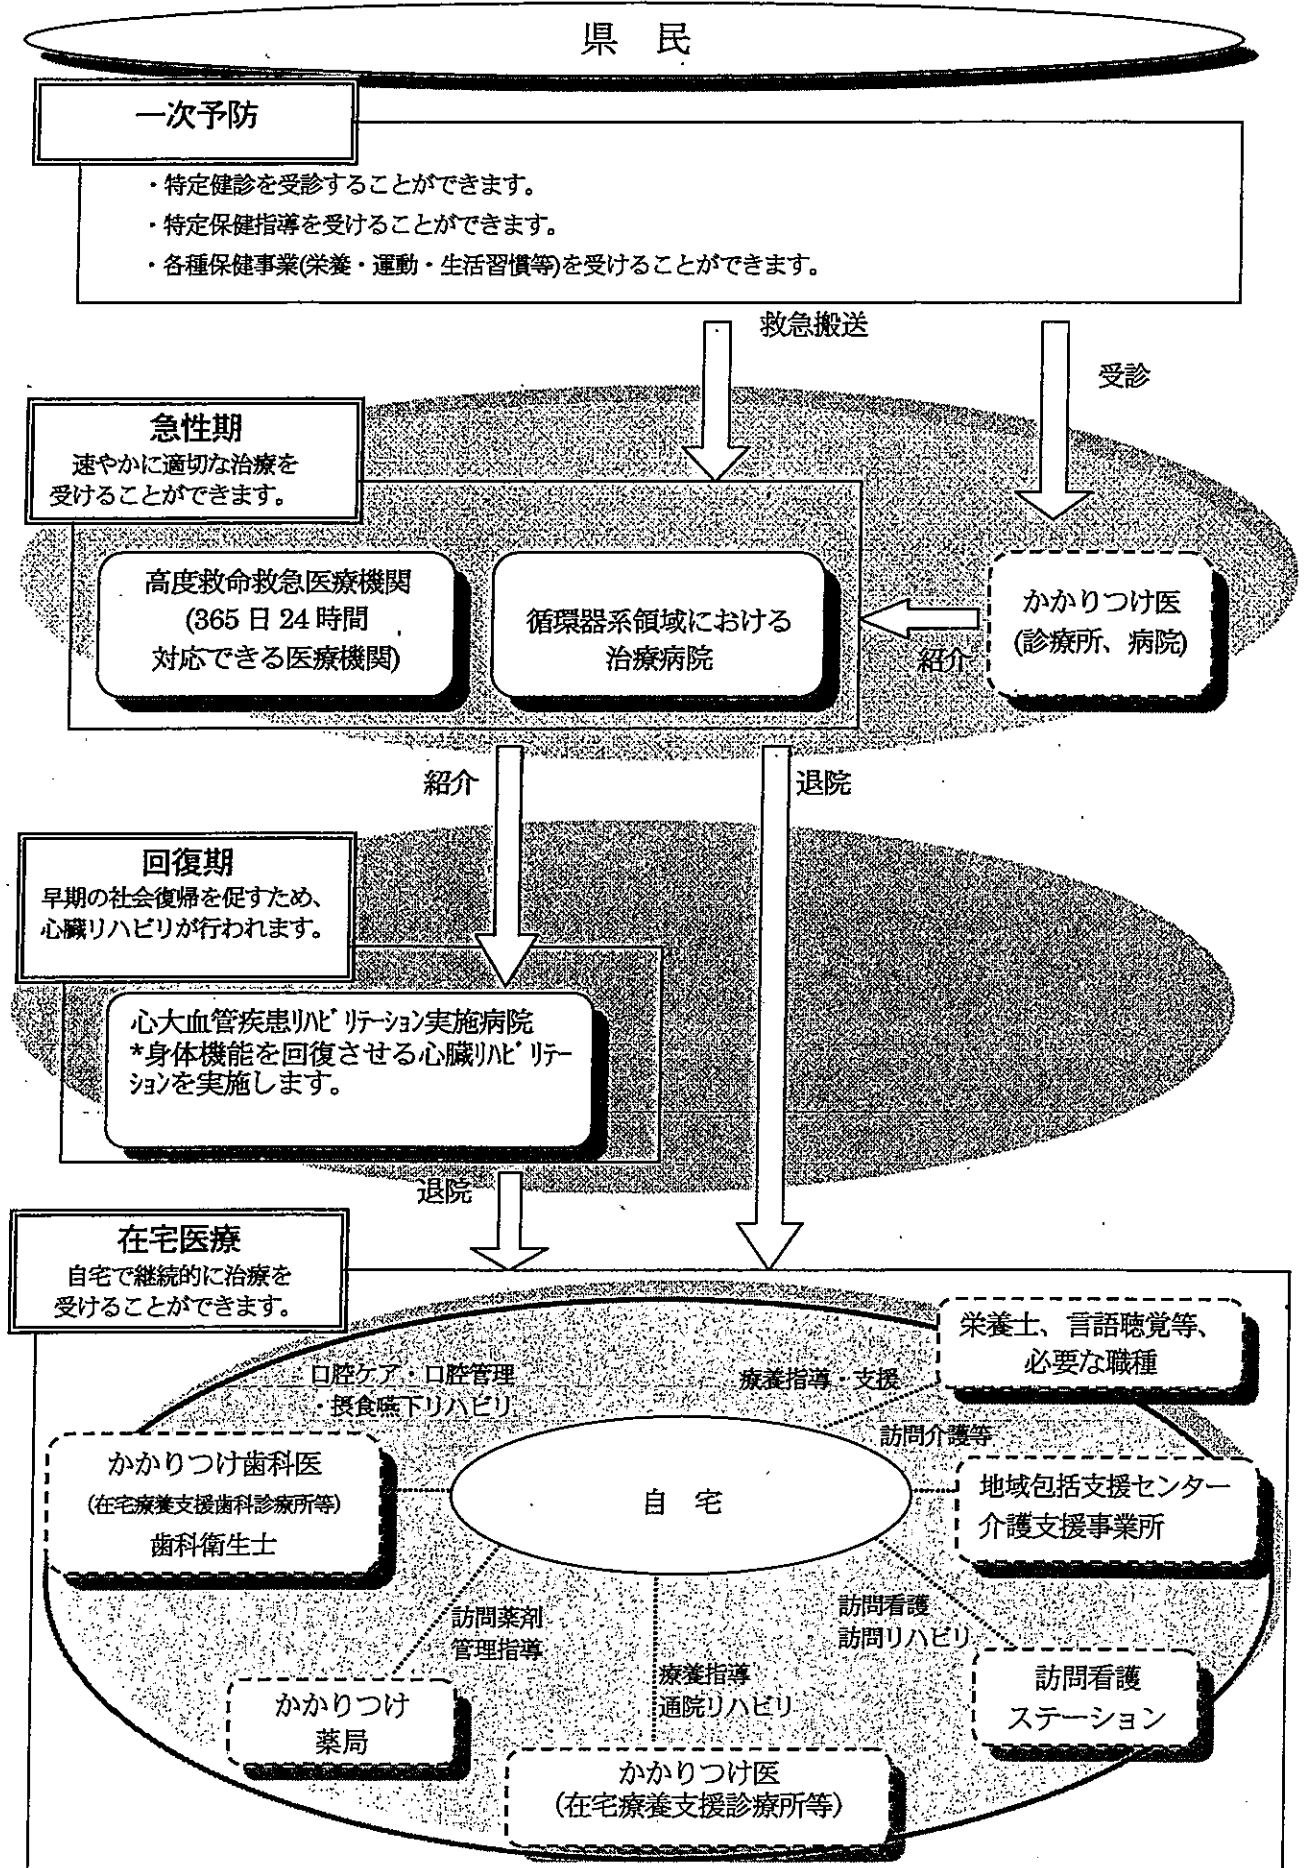 県　民
一次予防
・特定健診を受診することができます。
・特定保健指導を受けることができます。
・各種保健事業(栄養・運動・生活習慣等)を受けることができます。
救急搬送
受診
急性期
速やかに適切な治療を
受けることができます。
高度救命救急医療機関
(365 日 24 時間
対応できる医療機関)
循環器系領域における
治療病院
かかりつけ医
(診療所、病院)
紹介
紹介
退院
回復期
早期の社会復帰を促すため、
心臓リハビリが行われます。
心大血管疾患ﾘﾊﾋﾞﾘﾃｰｼｮﾝ実施病院
*身体機能を回復させる心臓ﾘﾊﾋﾞﾘﾃｰ
ｼｮﾝを実施します。
退院
在宅医療
自宅で継続的に治療を
受けることができます。
栄養士、言語聴覚等、
必要な職種
口腔ケア・口腔管理
・摂食嚥下リハビリ
療養指導・支援
訪問介護等
かかりつけ歯科医
(在宅療養支援歯科診療所等)
歯科衛生士
自　宅
地域包括支援センター
介護支援事業所
訪問薬剤
管理指導
訪問看護
訪問リハビリ
療養指導
通院リハビリ
かかりつけ
薬局
訪問看護
ステーション
かかりつけ医
(在宅療養支援診療所等)